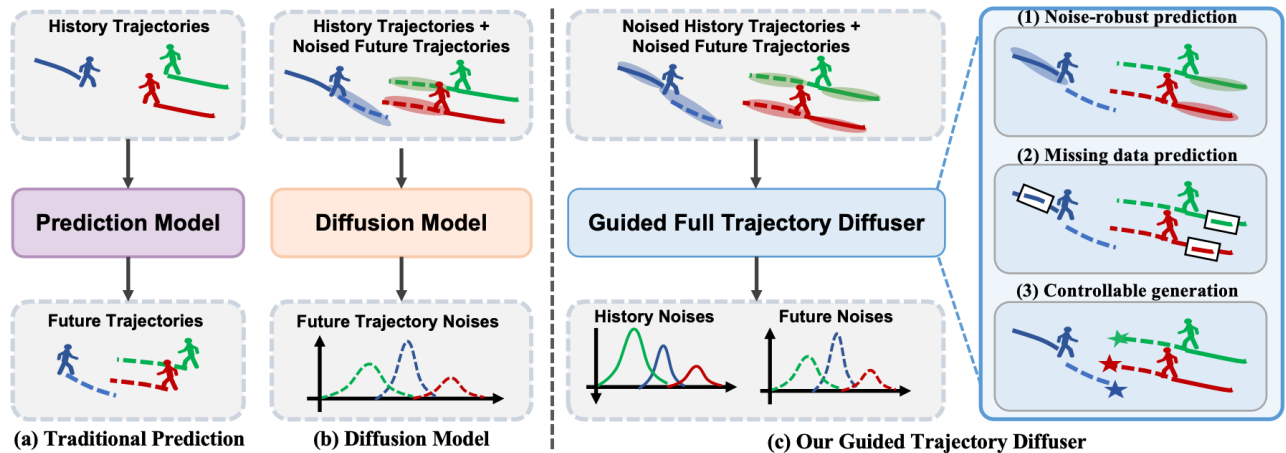 History Trajectories
Prediction Model
Future Trajectories
(a) Traditional Prediction
History Trajectories +
Noised Future Trajectories
Diffusion Model
Future Trajectory Noises
(b) Diffusion Model
Noised History Trajectories +
Noised Future Trajectories
Guided Full Trajectory Diffuser
History Noises
Future Noises
(1) Noise-robust prediction
(2) Missing data prediction
(3) Controllable generation
(c) Our Guided Trajectory Diffuser